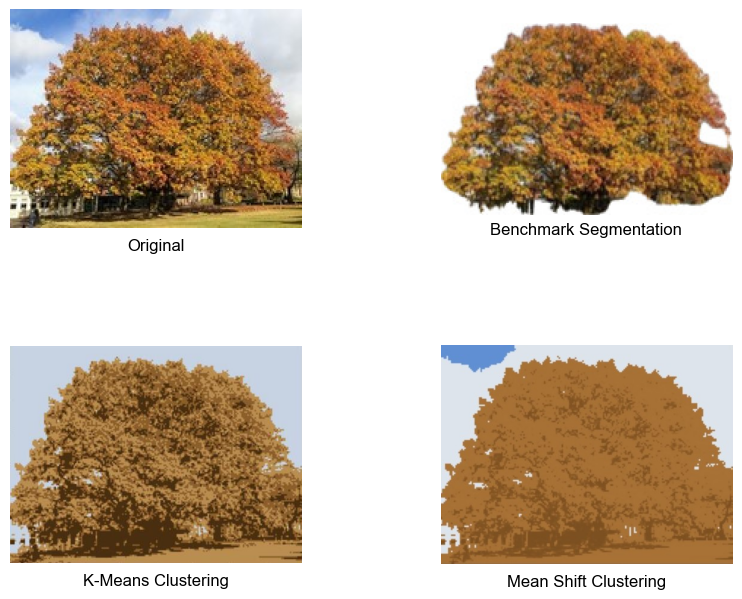 Original
Benchmark Segmentation
K-Means Clustering
Mean Shift Clustering